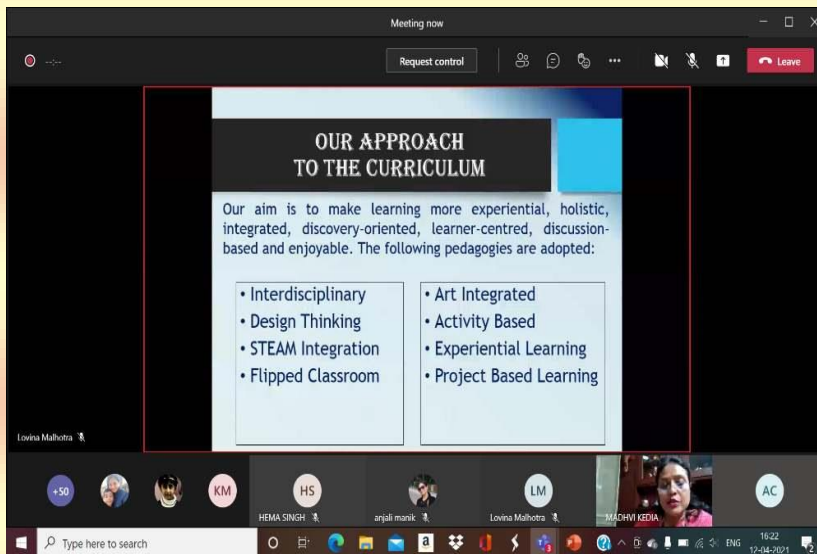 Meeting now
--:--
Request control
Leave
OUR APPROACH
TO THE CURRICULUM
Our aim is to make learning more experiential, holistic,
integrated, discovery-oriented, learner-centred, discussion-
based and enjoyable. The following pedagogies are adopted:
• Interdisciplinary
• Design Thinking
• STEAM Integration
• Flipped Classroom
• Art Integrated
• Activity Based
• Experiential Learning
• Project Based Learning
Lovina Malhotra
+50
KM
HS
LM
AC
HEMA SINGH
anjali manik
Lovina Malhotra
MADHVI KEDIA
Type here to search
a
ENG
16:22
12-04-2021
2